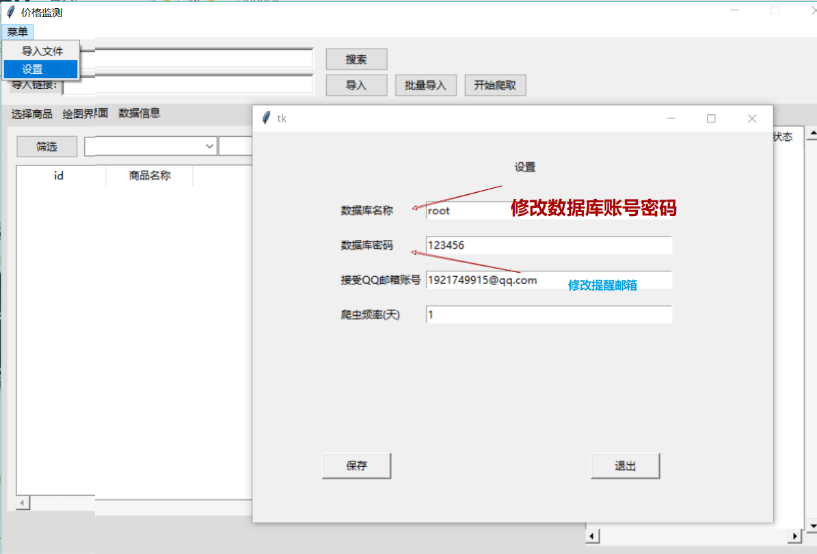 价格监测
菜单
导入文件
设置
导入链接:
搜索
导入 批量导入 开始爬取
选择商品 绘图界面 数据信息
筛选
id 商品名称
状态
tk
设置
数据库名称 root
修改数据库账号密码
数据库密码 123456
接受QQ邮箱账号 1921749915@qq.com
修改提醒邮箱
爬虫频率(天) 1
保存 退出